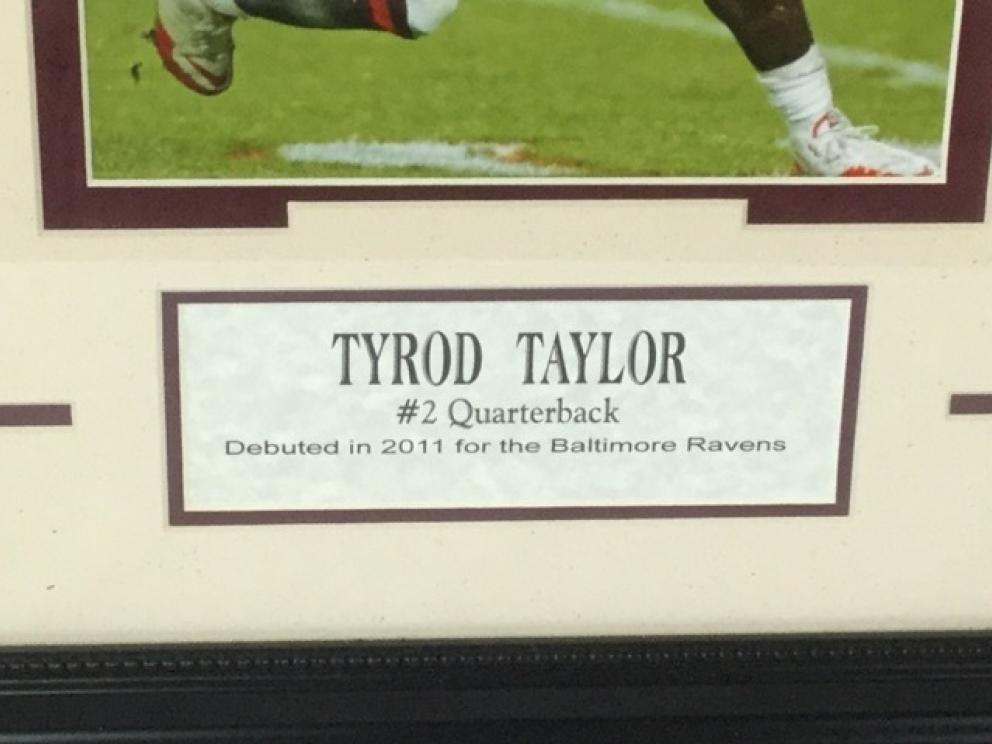 TYROD TAYLOR
#2 Quarterback
Debuted in 2011 for the Baltimore Ravens